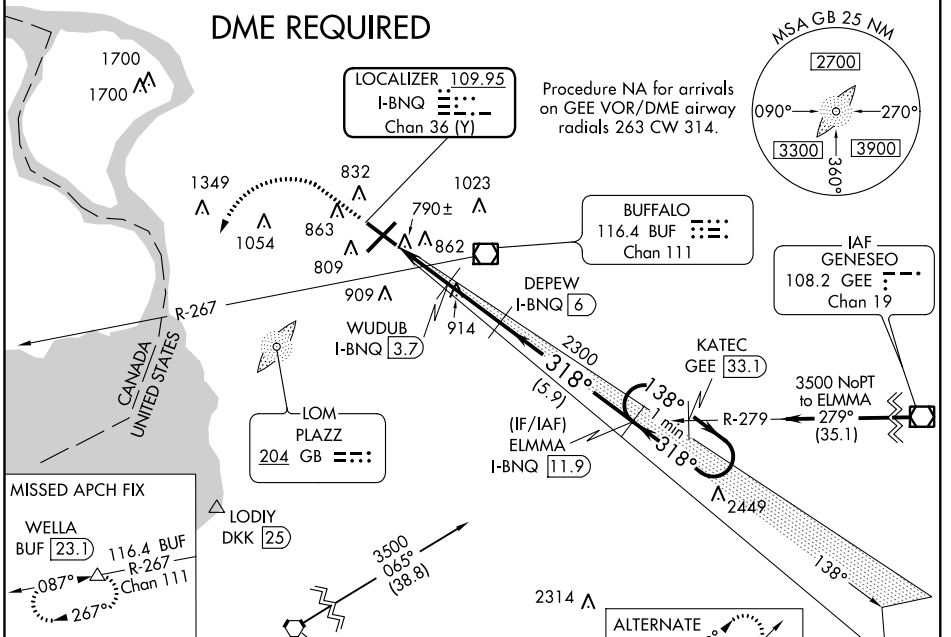 DME REQUIRED
MSA GB 25 NM
2700
090°
270°
3300
3900
360°
1700
1700
LOCALIZER 109.95
I-BNQ
Chan 36 (Y)
Procedure NA for arrivals
on GEE VOR/DME airway
radials 263 CW 314.
1349
832
1023
790±
863
862
1054
809
909
914
BUFFALO
116.4 BUF
Chan 111
IAF
GENESEO
108.2 GEE
Chan 19
DEPEW
I-BNQ 6
R-267
WUDUB
I-BNQ 3.7
CANADA
UNITED STATES
2300
318°
(5.9)
KATEC
GEE 33.1
138°
1 min
318°
R-279
3500 NoPT
to ELMMA
279°
(35.1)
(IF/IAF)
ELMMA
I-BNQ 11.9
LOM
PLAZZ
204 GB
2449
138°
MISSED APCH FIX
WELLA
BUF 23.1
116.4 BUF
R-267
Chan 111
087°
267°
LODIY
DKK 25
3500
065°
(38.8)
2314
ALTERNATE